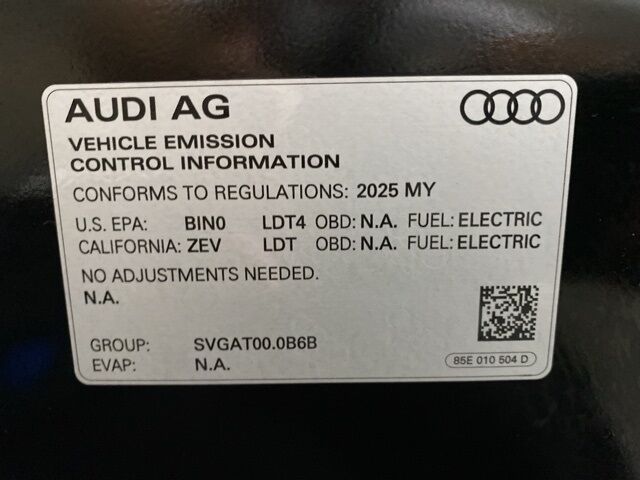 AUDI AG
VEHICLE EMISSION
CONTROL INFORMATION
CONFORMS TO REGULATIONS: 2025 MY
U.S. EPA: BIN0 LDT4 OBD: N.A. FUEL: ELECTRIC
CALIFORNIA: ZEV LDT OBD: N.A. FUEL: ELECTRIC
NO ADJUSTMENTS NEEDED.
N.A.
GROUP: SVGAT00.0B6B
EVAP: N.A.
85E 010 504 D